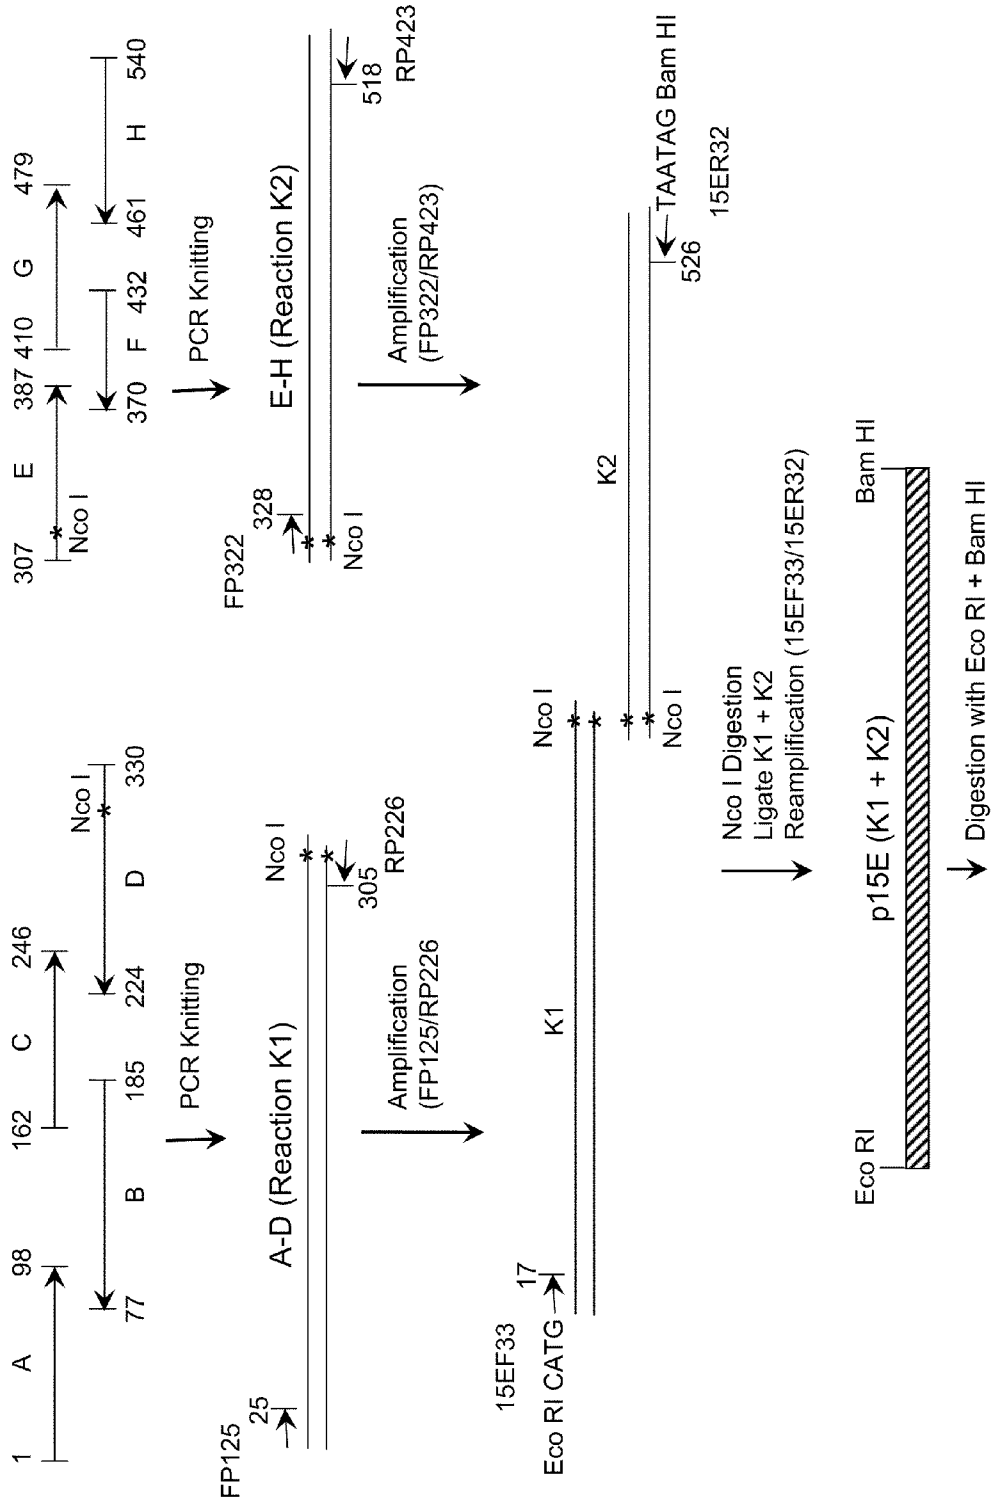 1 A 98 162 C 246
77 B 185 224 D 330
Nco I
307 E 387 410 G 479
Nco I
370 F 432 461 H 540
PCR Knitting
PCR Knitting
FP125
25
A-D (Reaction K1)
Nco I
305
RP226
FP322
328
Nco I
E-H (Reaction K2)
518
RP423
Amplification
(FP125/RP226
Amplification
(FP322/RP423)
15EF33
17
Eco RI CATG
K1
Nco I
Nco I
K2
526
TAATAG Bam HI
15ER32
Nco I Digestion
Ligate K1 + K2
Reamplification (15EF33/15ER32)
Eco RI
p15E (K1 + K2)
Bam HI
Digestion with Eco RI + Bam HI